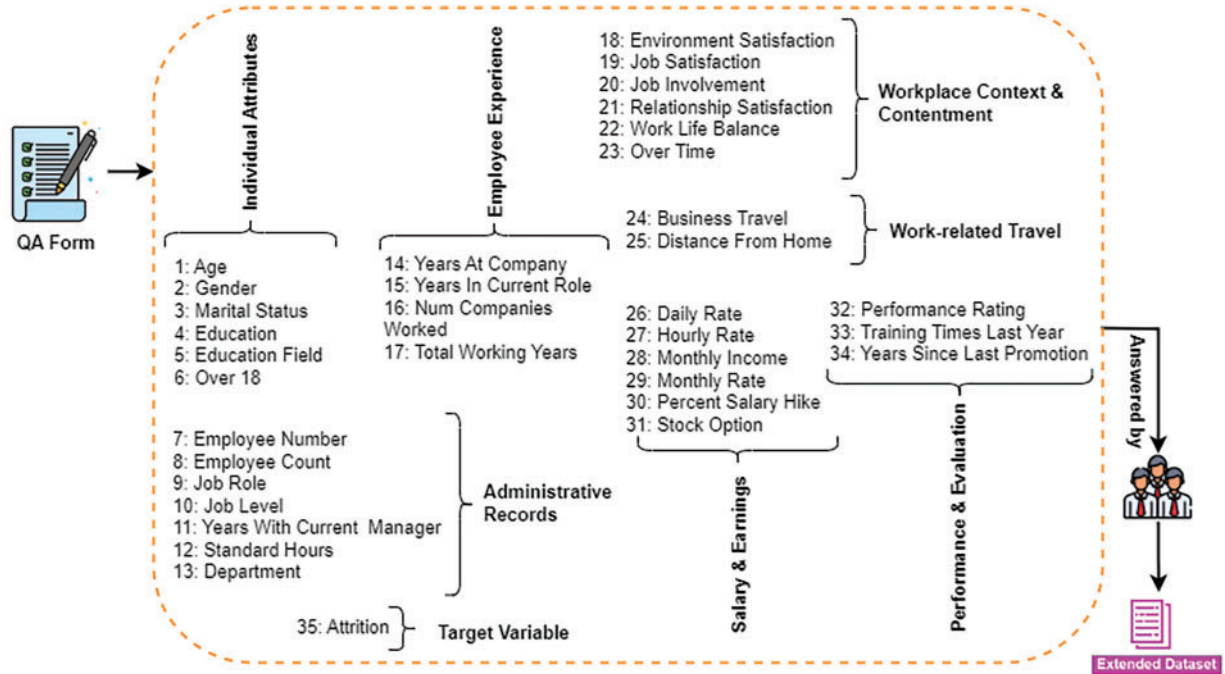 QA Form
Individual Attributes
1: Age
2: Gender
3: Marital Status
4: Education
5: Education Field
6: Over 18
7: Employee Number
8: Employee Count
9: Job Role
10: Job Level
11: Years With Current Manager
12: Standard Hours
13: Department
Administrative
Records
35: Attrition
Target Variable
Employee Experience
14: Years At Company
15: Years In Current Role
16: Num Companies
Worked
17: Total Working Years
18: Environment Satisfaction
19: Job Satisfaction
20: Job Involvement
21: Relationship Satisfaction
22: Work Life Balance
23: Over Time
Workplace Context &
Contentment
24: Business Travel
25: Distance From Home
Work-related Travel
26: Daily Rate
27: Hourly Rate
28: Monthly Income
29: Monthly Rate
30: Percent Salary Hike
31: Stock Option
Salary & Earnings
32: Performance Rating
33: Training Times Last Year
34: Years Since Last Promotion
Performance & Evaluation
Answered by
Extended Dataset